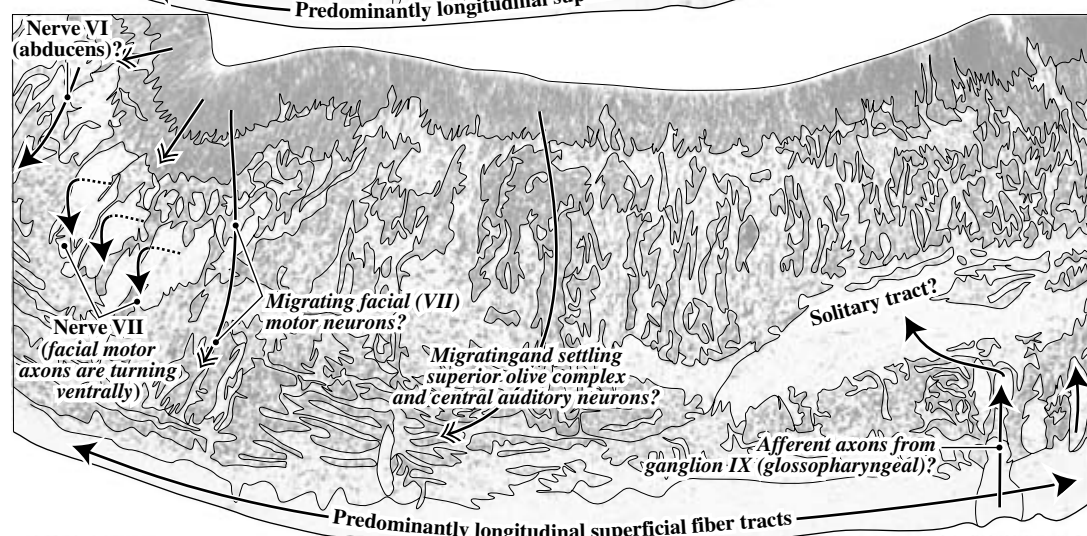 Predominantly longitudinal sup
Nerve VI
(abducens)?
Migrating facial (VII)
motor neurons?
Nerve VII
(facial motor
axons are turning
ventrally)
Migratingand settling
superior olive complex
and central auditory neurons?
Solitary tract?
Afferent axons from
ganglion IX (glossopharyngeal)?
Predominantly longitudinal superficial fiber tracts